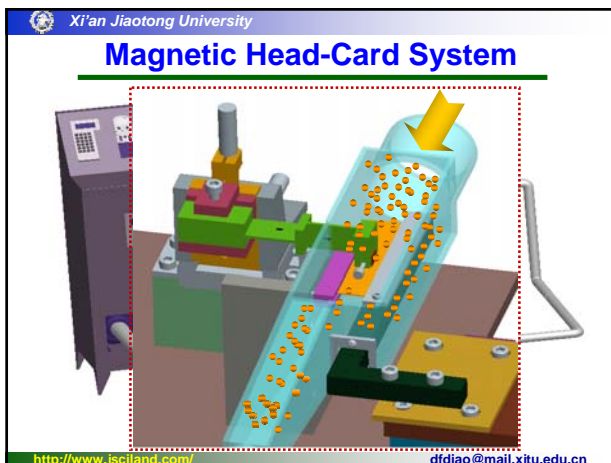 Xi'an Jiaotong University
Magnetic Head-Card System
http://www.isciland.com/
dfdiao@mail.xjtu.edu.cn